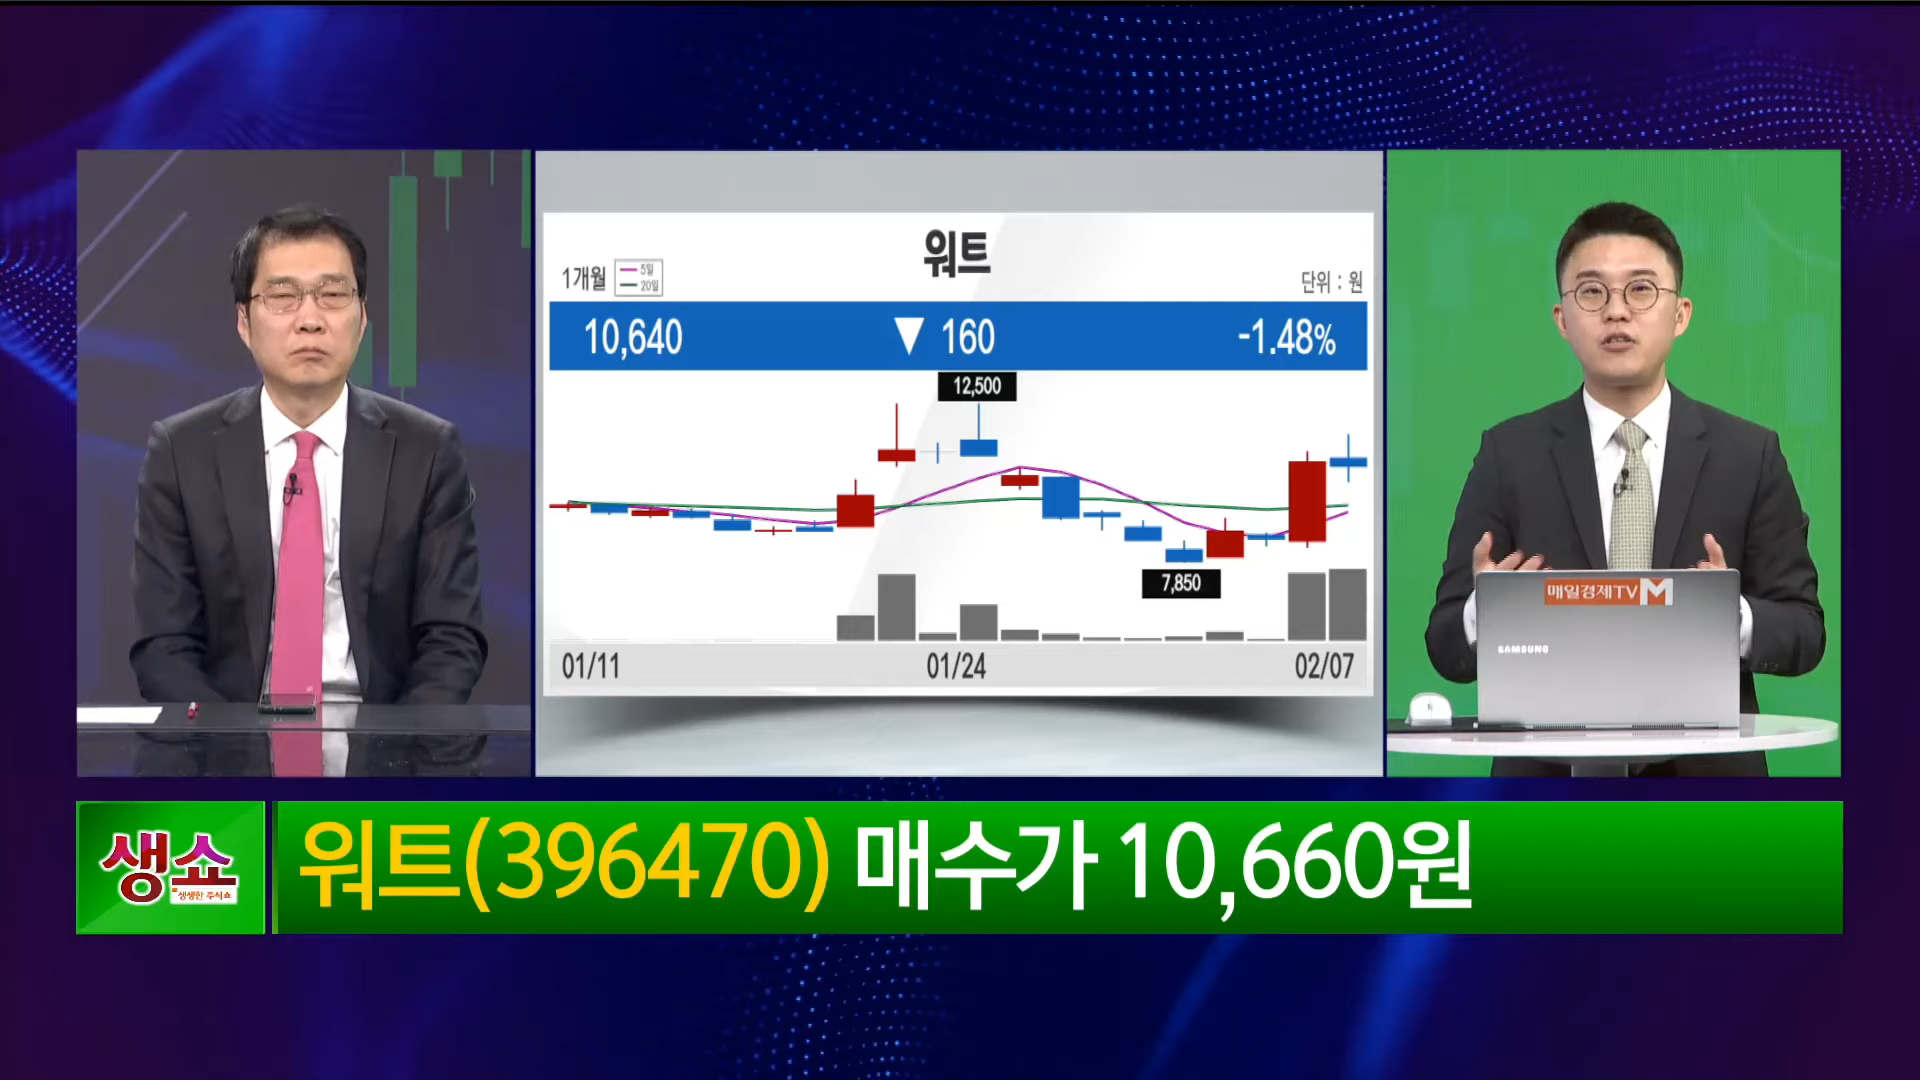 워트
1개월
5일
20일
단위 : 원
10,640 ▼ 160 -1.48%
12,500
7,850
01/11 01/24 02/07
매일경제TV M
SAMSUNG
생쇼
생생한 주식쇼
워트(396470) 매수가 10,660원